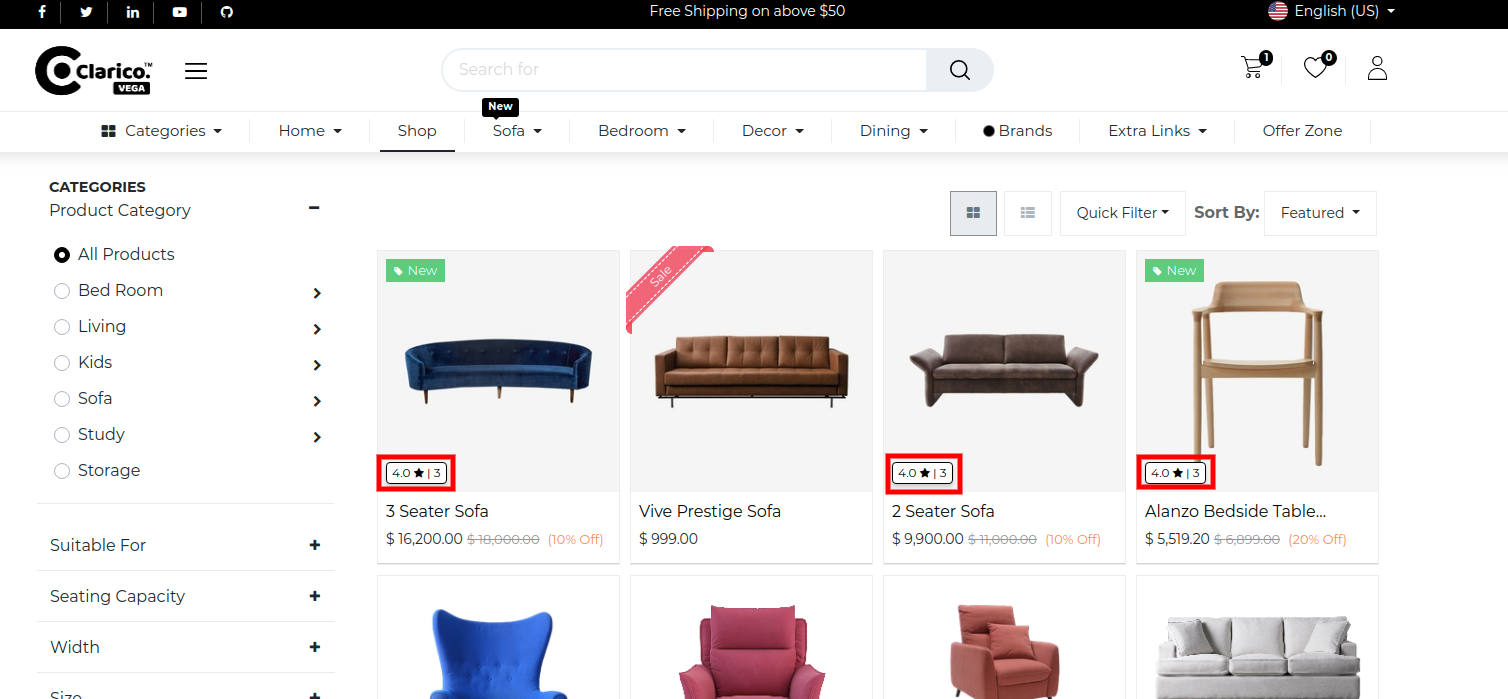 Free Shipping on above $50
English (US)
Clarico.™
VEGA
Search for
1
0
New
Categories
Home
Shop
Sofa
Bedroom
Decor
Dining
Brands
Extra Links
Offer Zone
CATEGORIES
Product Category
All Products
Bed Room
Living
Kids
Sofa
Study
Storage
Suitable For
Seating Capacity
Width
Size
Quick Filter
Sort By:
Featured
New
Sale
New
4.0 ★ | 3
4.0 ★ | 3
4.0 ★ | 3
3 Seater Sofa
$ 16,200.00 $ 18,000.00 (10% Off)
Vive Prestige Sofa
$ 999.00
2 Seater Sofa
$ 9,900.00 $ 11,000.00 (10% Off)
Alanzo Bedside Table...
$ 5,519.20 $ 6,899.00 (20% Off)